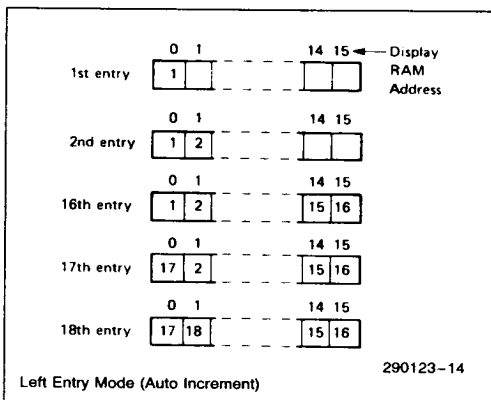 0 1 14 15 Display
1st entry 1 RAM
Address
0 1 14 15
2nd entry 1 2
0 1 14 15
16th entry 1 2 15 16
0 1 14 15
17th entry 17 2 15 16
0 1 14 15
18th entry 17 18 15 16
290123-14
Left Entry Mode (Auto Increment)